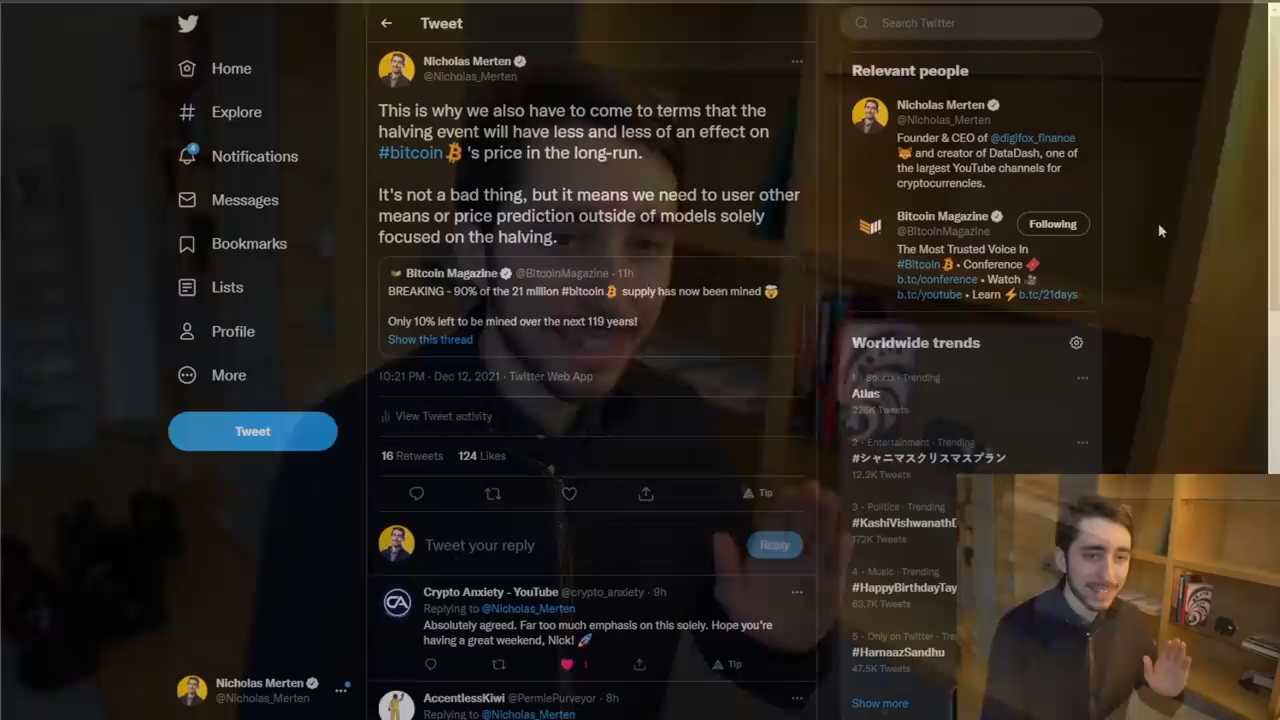 Home
Explore
4
Notifications
Messages
Bookmarks
Lists
Profile
More
Tweet
Nicholas Merten
@Nicholas_Merten
Tweet
Nicholas Merten
@Nicholas_Merten
This is why we also have to come to terms that the
halving event will have less and less of an effect on
#bitcoin 's price in the long-run.
It's not a bad thing, but it means we need to user other
means or price prediction outside of models solely
focused on the halving.
Bitcoin Magazine @BitcoinMagazine · 11h
BREAKING - 90% of the 21 million #bitcoin supply has now been mined 🤯
Only 10% left to be mined over the next 119 years!
Show this thread
10:21 PM · Dec 12, 2021 · Twitter Web App
View Tweet activity
16 Retweets 124 Likes
Tip
Tweet your reply
Reply
CA
Crypto Anxiety - YouTube @crypto_anxiety · 9h
Replying to @Nicholas_Merten
Absolutely agreed. Far too much emphasis on this solely. Hope you're
having a great weekend, Nick! 🚀
1
Tip
AccentlessKiwi @PermiePurveyor · 8h
Replying to @Nicholas_Merten
Search Twitter
Relevant people
Nicholas Merten
@Nicholas_Merten
Founder & CEO of @digifox_finance
🦊 and creator of DataDash, one of
the largest YouTube channels for
cryptocurrencies.
Bitcoin Magazine
@BitcoinMagazine
Following
The Most Trusted Voice In
#Bitcoin • Conference 🎟
b.tc/conference • Watch 🎥
b.tc/youtube • Learn ⚡b.tc/21days
Worldwide trends
1 · Sports · Trending
Atlas
226K Tweets
2 · Entertainment · Trending
#シャニマスクリスマスプラン
12.2K Tweets
3 · Politics · Trending
#KashiVishwanathD
172K Tweets
4 · Music · Trending
#HappyBirthdayTay
63.7K Tweets
5 · Only on Twitter · Tre
#HarnaazSandhu
47.5K Tweets
Show more